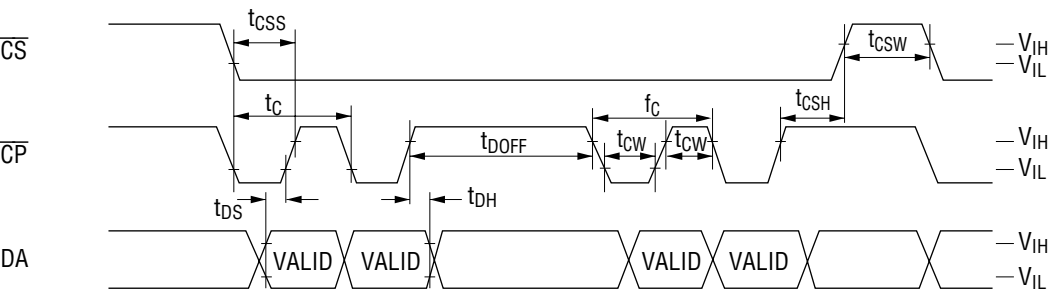 tCSS
CS
tCSW
VIH
VIL
tC
fC
tCSH
CP
tDOFF
tCW
tCW
VIH
VIL
tDS
tDH
DA
VALID
VALID
VALID
VALID
VIH
VIL